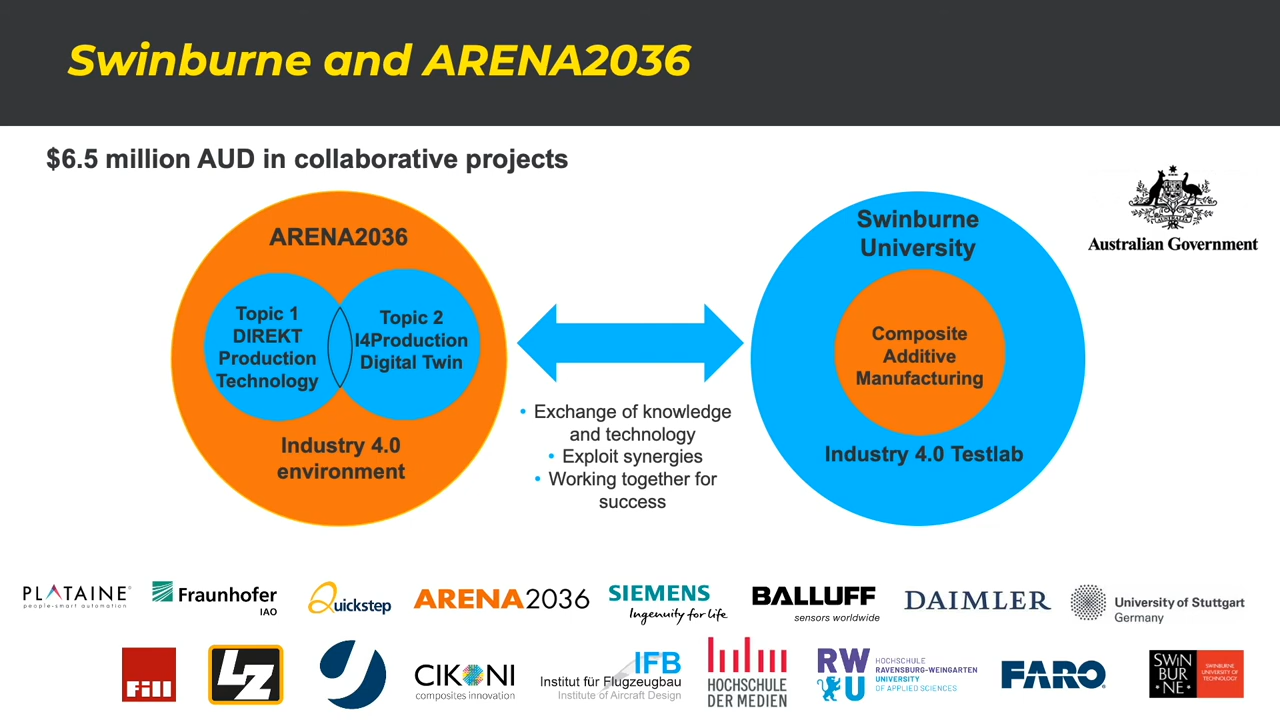 Swinburne and ARENA2036
$6.5 million AUD in collaborative projects
ARENA2036
Topic 1
DIREKT
Production
Technology
Topic 2
I4Production
Digital Twin
Industry 4.0
environment
• Exchange of knowledge
and technology
• Exploit synergies
• Working together for
success
Swinburne
University
Composite
Additive
Manufacturing
Industry 4.0 Testlab
Australian Government
PLATAINE®
people-smart automation
Fraunhofer
IAO
Quickstep
ARENA2036
SIEMENS
Ingenuity for life
BALLUFF
sensors worldwide
DAIMLER
University of Stuttgart
Germany
Fill
LZ
CIKONI
composites innovation
IFB
Institut für Flugzeugbau
Institute of Aircraft Design
HOCHSCHULE
DER MEDIEN
RW
U
HOCHSCHULE
RAVENSBURG-WEINGARTEN
UNIVERSITY
OF APPLIED SCIENCES
FARO
SWIN
BUR
NE
SWINBURNE
UNIVERSITY OF
TECHNOLOGY